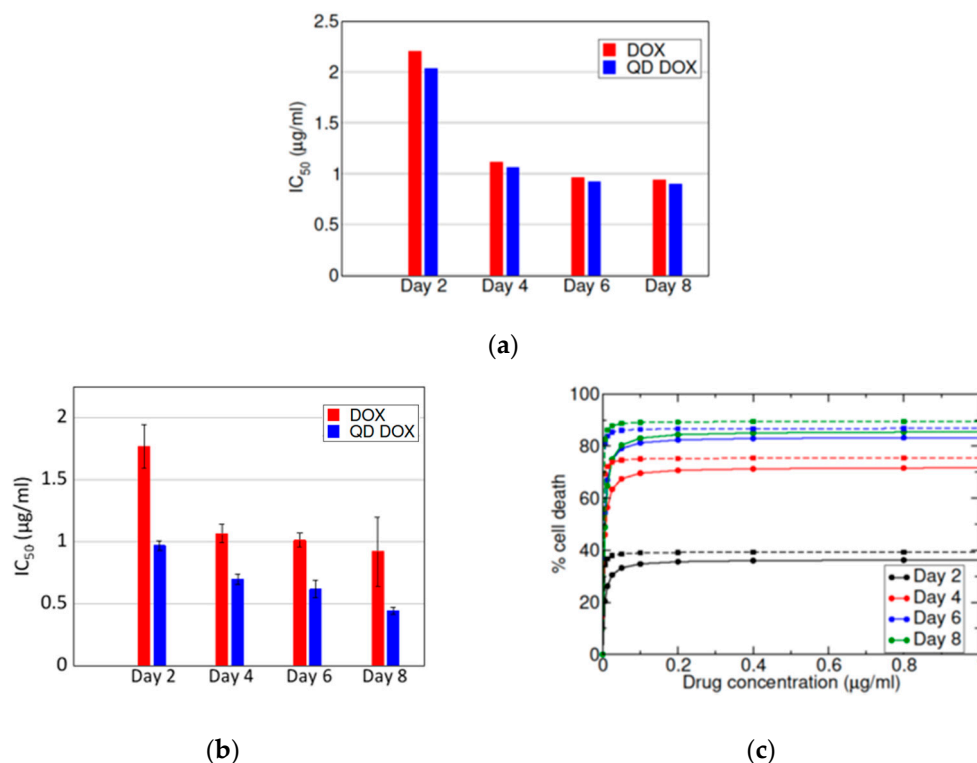 2.5
2
1.5
1
0.5
0
IC50 (μg/ml)
DOX
QD DOX
Day 2 Day 4 Day 6 Day 8
(a)
2
1.5
1
0.5
0
IC50 (μg/ml)
DOX
QD DOX
Day 2 Day 4 Day 6 Day 8
(b)
100
80
60
40
20
0
% cell death
Day 2
Day 4
Day 6
Day 8
0 0.2 0.4 0.6 0.8
Drug concentration (μg/ml)
(c)